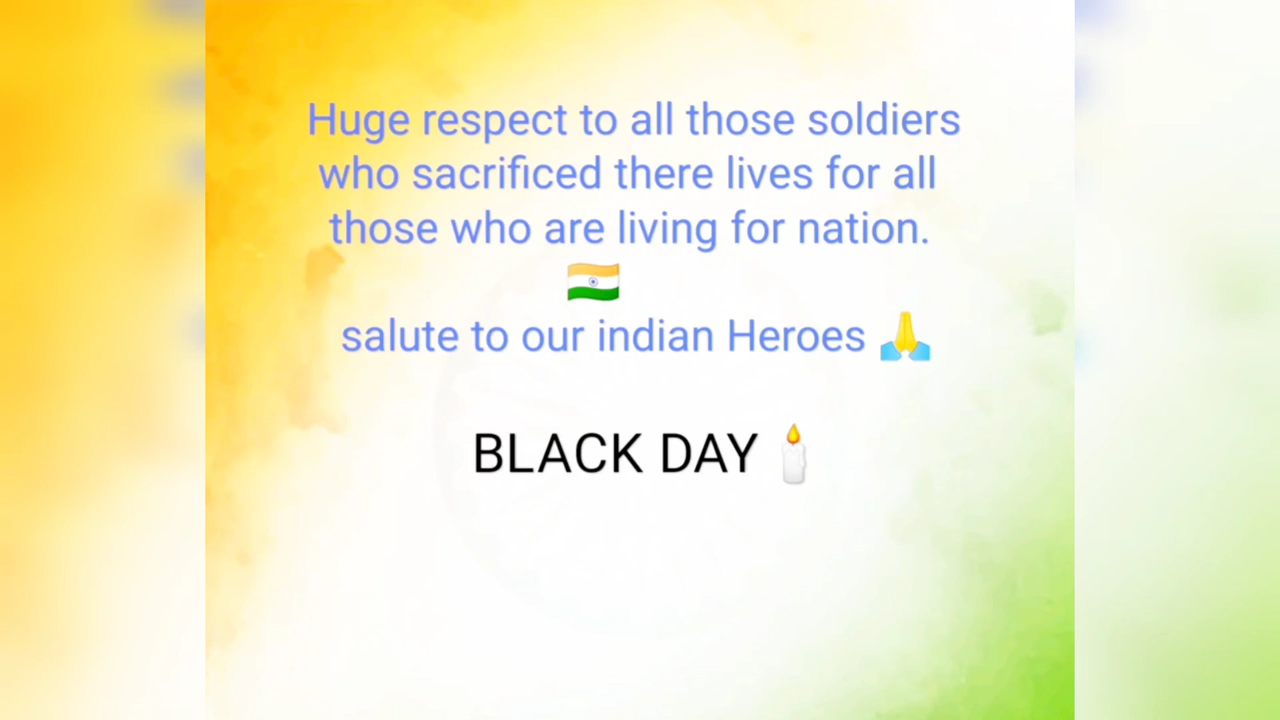 Huge respect to all those soldiers
who sacrificed there lives for all
those who are living for nation.
🇮🇳
salute to our indian Heroes 🙏
BLACK DAY 🕯️